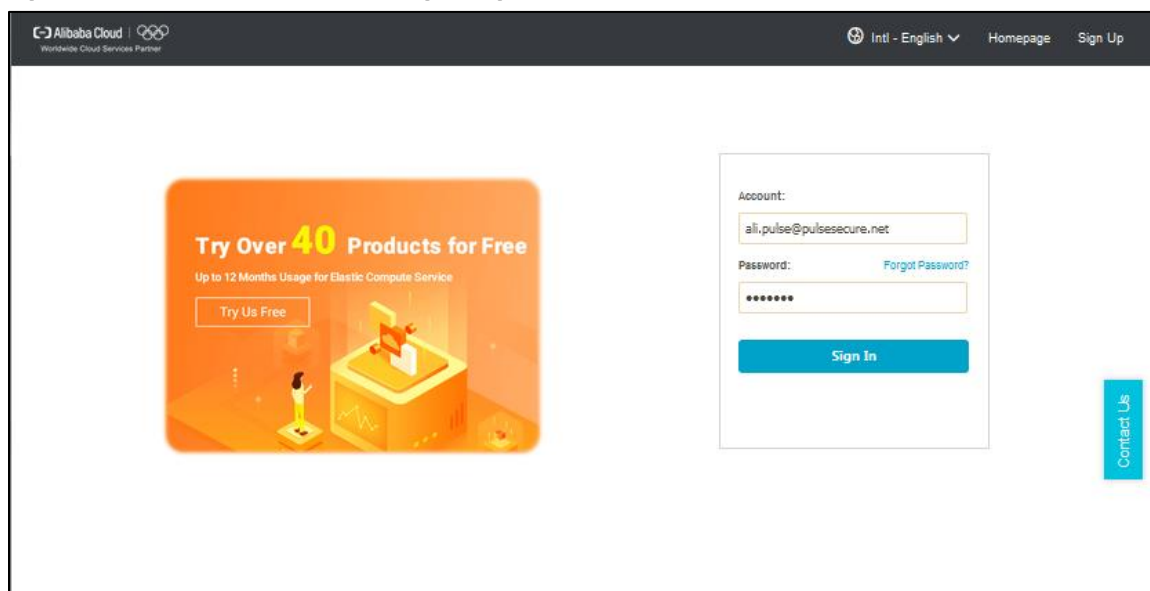 Alibaba Cloud
Worldwide Cloud Services Partner
Intl - English
Homepage
Sign Up
Try Over 40 Products for Free
Up to 12 Months Usage for Elastic Compute Service
Try Us Free
Account:
ali.pulse@pulsesecure.net
Password:
Forgot Password?
•••••••
Sign In
Contact Us